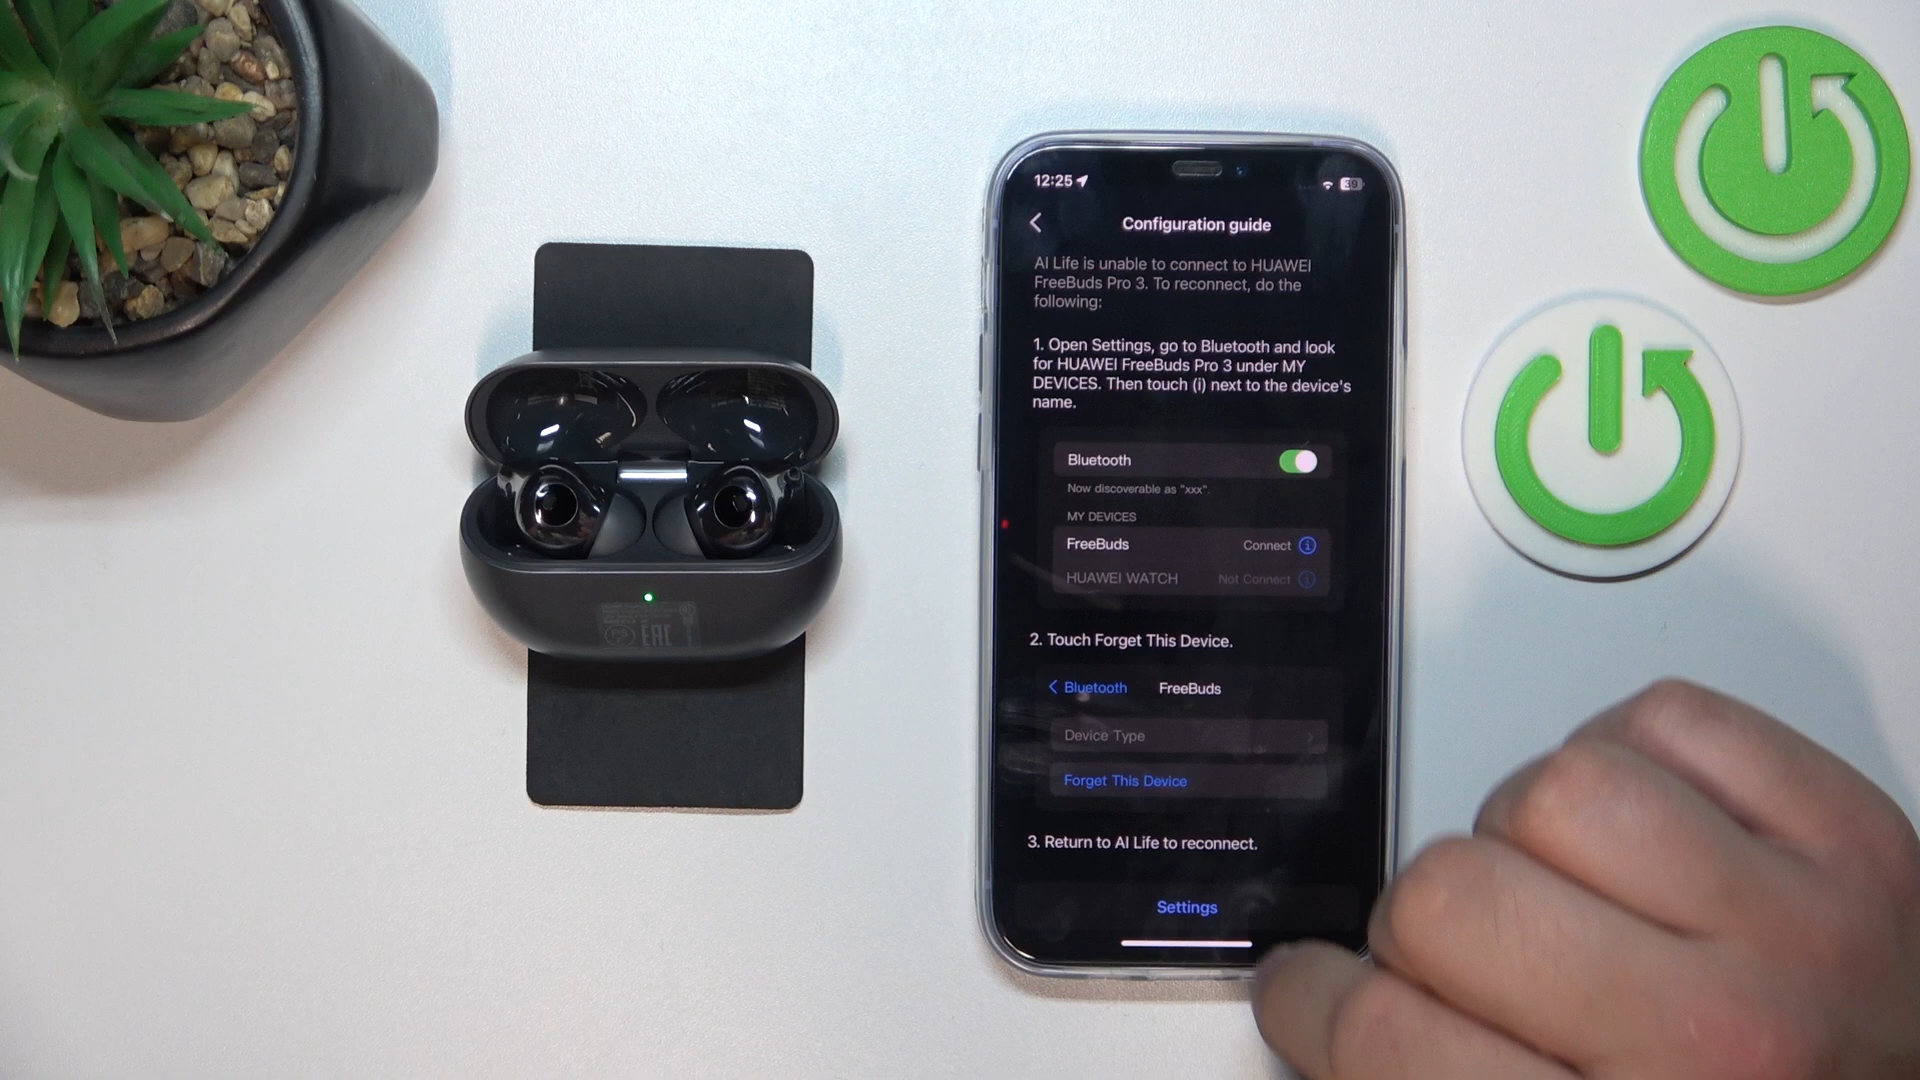 12:25
39
Configuration guide
AI Life is unable to connect to HUAWEI
FreeBuds Pro 3. To reconnect, do the
following:
1. Open Settings, go to Bluetooth and look
for HUAWEI FreeBuds Pro 3 under MY
DEVICES. Then touch (i) next to the device's
name.
Bluetooth
Now discoverable as "xxx".
MY DEVICES
FreeBuds Connect
HUAWEI WATCH Not Connect
2. Touch Forget This Device.
Bluetooth FreeBuds
Device Type
Forget This Device
3. Return to AI Life to reconnect.
Settings
EAC